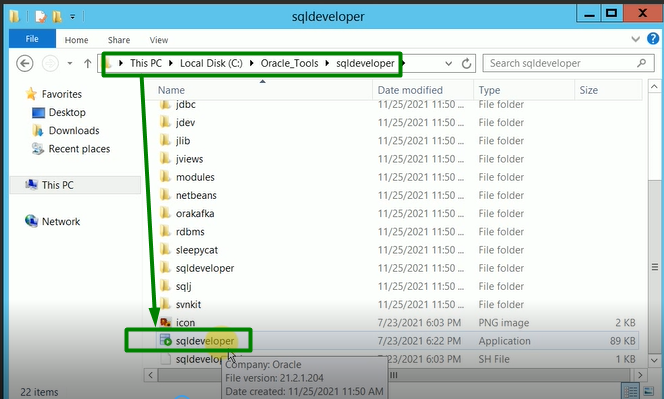 sqldeveloper
File Home Share View
This PC Local Disk (C:) Oracle_Tools sqldeveloper Search sqldeveloper
Name Date modified Type Size
Favorites
Desktop
Downloads
Recent places
This PC
Network
jdbc 11/25/2021 11:50 ... File folder
jdev 11/25/2021 11:50 ... File folder
jlib 11/25/2021 11:50 ... File folder
jviews 11/25/2021 11:50 ... File folder
modules 11/25/2021 11:50 ... File folder
netbeans 11/25/2021 11:50 ... File folder
orakafka 11/25/2021 11:50 ... File folder
rdbms 11/25/2021 11:50 ... File folder
sleepycat 11/25/2021 11:50 ... File folder
sqldeveloper 11/25/2021 11:50 ... File folder
sqlj 11/25/2021 11:50 ... File folder
svnkit 11/25/2021 11:50 ... File folder
icon 7/23/2021 6:03 PM PNG image 2 KB
sqldeveloper 7/23/2021 6:22 PM Application 89 KB
sqldevelope 7/23/2021 6:03 PM SH File 1 KB
Company: Oracle
File version: 21.2.1.204
Date created: 11/25/2021 11:50 AM
22 items